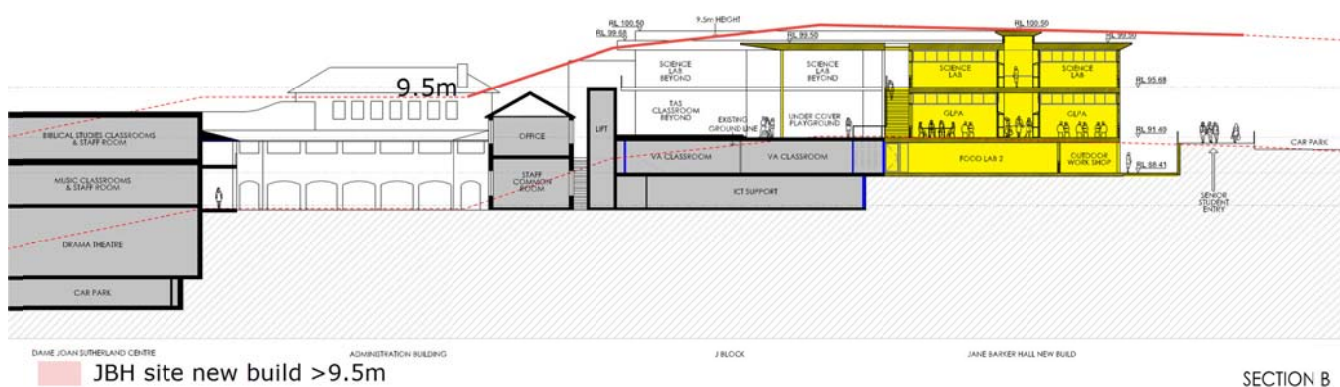 9.5m HEIGHT
RL 100.50
RL 100.50
RL 99.68
RL 99.50
RL 99.50
9.5m
SCIENCE
LAB
BEYOND
SCIENCE
LAB
BEYOND
SCIENCE
LAB
SCIENCE
LAB
RL 95.68
TAS
CLASSROOM
BEYOND
UNDER COVER
PLAYGROUND
GLPA
GLPA
EXISTING
GROUND LINE
LIFT
OFFICE
BIBLICAL STUDIES CLASSROOMS
& STAFF ROOM
RL 91.49
CAR PARK
VA CLASSROOM
VA CLASSROOM
FOOD LAB 2
OUTDOOR
WORK SHOP
MUSIC CLASSROOMS
& STAFF ROOM
STAFF
COMMON
ROOM
ICT SUPPORT
SENIOR
STUDENT
ENTRY
DRAMA THEATRE
CAR PARK
DAME JOAN SUTHERLAND CENTRE
ADMINISTRATION BUILDING
J BLOCK
JANE BARKER HALL NEW BUILD
JBH site new build >9.5m
SECTION B